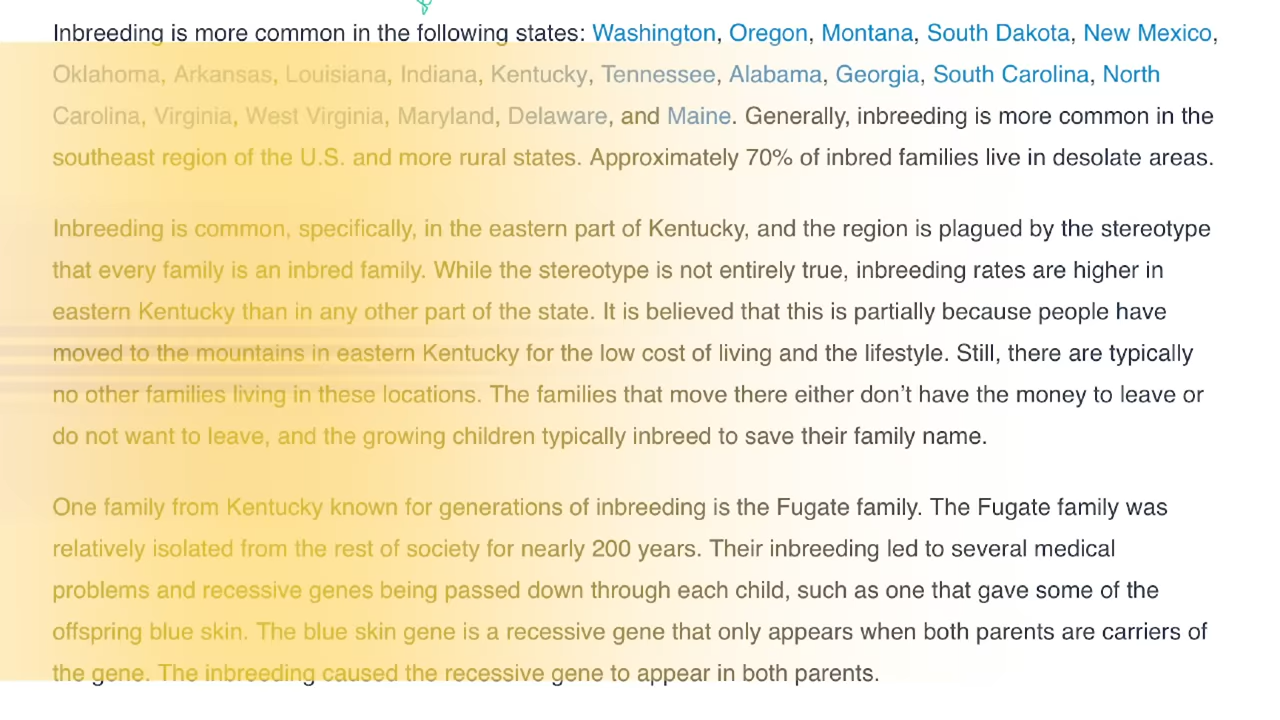 Inbreeding is more common in the following states: Washington, Oregon, Montana, South Dakota, New Mexico,
Oklahoma, Arkansas, Louisiana, Indiana, Kentucky, Tennessee, Alabama, Georgia, South Carolina, North
Carolina, Virginia, West Virginia, Maryland, Delaware, and Maine. Generally, inbreeding is more common in the
southeast region of the U.S. and more rural states. Approximately 70% of inbred families live in desolate areas.
Inbreeding is common, specifically, in the eastern part of Kentucky, and the region is plagued by the stereotype
that every family is an inbred family. While the stereotype is not entirely true, inbreeding rates are higher in
eastern Kentucky than in any other part of the state. It is believed that this is partially because people have
moved to the mountains in eastern Kentucky for the low cost of living and the lifestyle. Still, there are typically
no other families living in these locations. The families that move there either don’t have the money to leave or
do not want to leave, and the growing children typically inbreed to save their family name.
One family from Kentucky known for generations of inbreeding is the Fugate family. The Fugate family was
relatively isolated from the rest of society for nearly 200 years. Their inbreeding led to several medical
problems and recessive genes being passed down through each child, such as one that gave some of the
offspring blue skin. The blue skin gene is a recessive gene that only appears when both parents are carriers of
the gene. The inbreeding caused the recessive gene to appear in both parents.